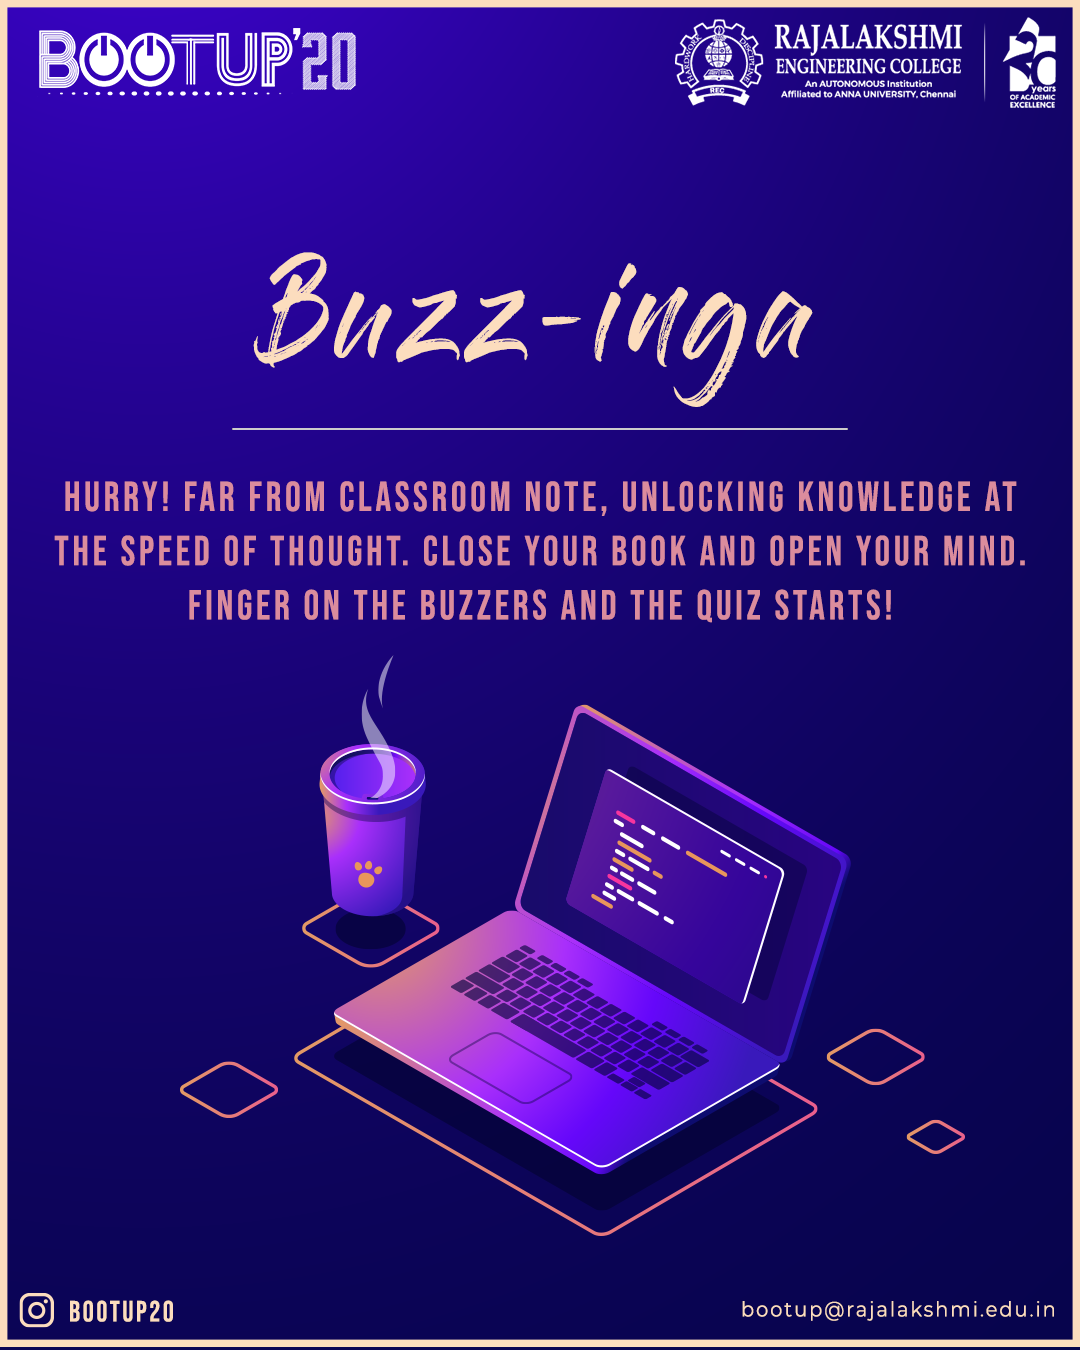 BOOTUP'20
RAJALAKSHMI
ENGINEERING COLLEGE
An AUTONOMOUS Institution
Affiliated to ANNA UNIVERSITY, Chennai
HARDWORK DISCIPLINE
REC
years
OF ACADEMIC
EXCELLENCE
Buzz-inga
HURRY! FAR FROM CLASSROOM NOTE, UNLOCKING KNOWLEDGE AT
THE SPEED OF THOUGHT. CLOSE YOUR BOOK AND OPEN YOUR MIND.
FINGER ON THE BUZZERS AND THE QUIZ STARTS!
BOOTUP20
bootup@rajalakshmi.edu.in